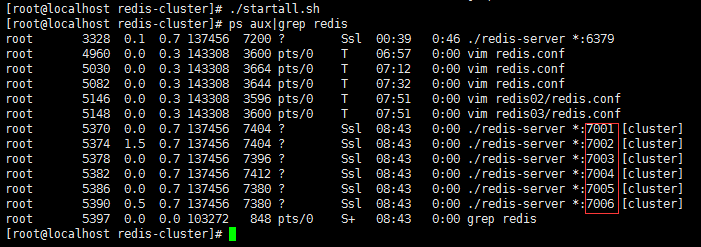 [root@localhost redis-cluster]# ./startall.sh
[root@localhost redis-cluster]# ps aux|grep redis
root 3328 0.1 0.7 137456 7200 ? Ssl 00:39 0:46 ./redis-server *:6379
root 4960 0.0 0.3 143308 3600 pts/0 T 06:57 0:00 vim redis.conf
root 5030 0.0 0.3 143308 3664 pts/0 T 07:12 0:00 vim redis.conf
root 5082 0.0 0.3 143308 3644 pts/0 T 07:32 0:00 vim redis.conf
root 5146 0.0 0.3 143308 3596 pts/0 T 07:51 0:00 vim redis02/redis.conf
root 5148 0.0 0.3 143308 3600 pts/0 T 07:51 0:00 vim redis03/redis.conf
root 5370 0.0 0.7 137456 7404 ? Ssl 08:43 0:00 ./redis-server *:7001 [cluster]
root 5374 1.5 0.7 137456 7404 ? Ssl 08:43 0:00 ./redis-server *:7002 [cluster]
root 5378 0.0 0.7 137456 7396 ? Ssl 08:43 0:00 ./redis-server *:7003 [cluster]
root 5382 0.0 0.7 137456 7412 ? Ssl 08:43 0:00 ./redis-server *:7004 [cluster]
root 5386 0.0 0.7 137456 7380 ? Ssl 08:43 0:00 ./redis-server *:7005 [cluster]
root 5390 0.5 0.7 137456 7380 ? Ssl 08:43 0:00 ./redis-server *:7006 [cluster]
root 5397 0.0 0.0 103272 848 pts/0 S+ 08:43 0:00 grep redis
[root@localhost redis-cluster]#